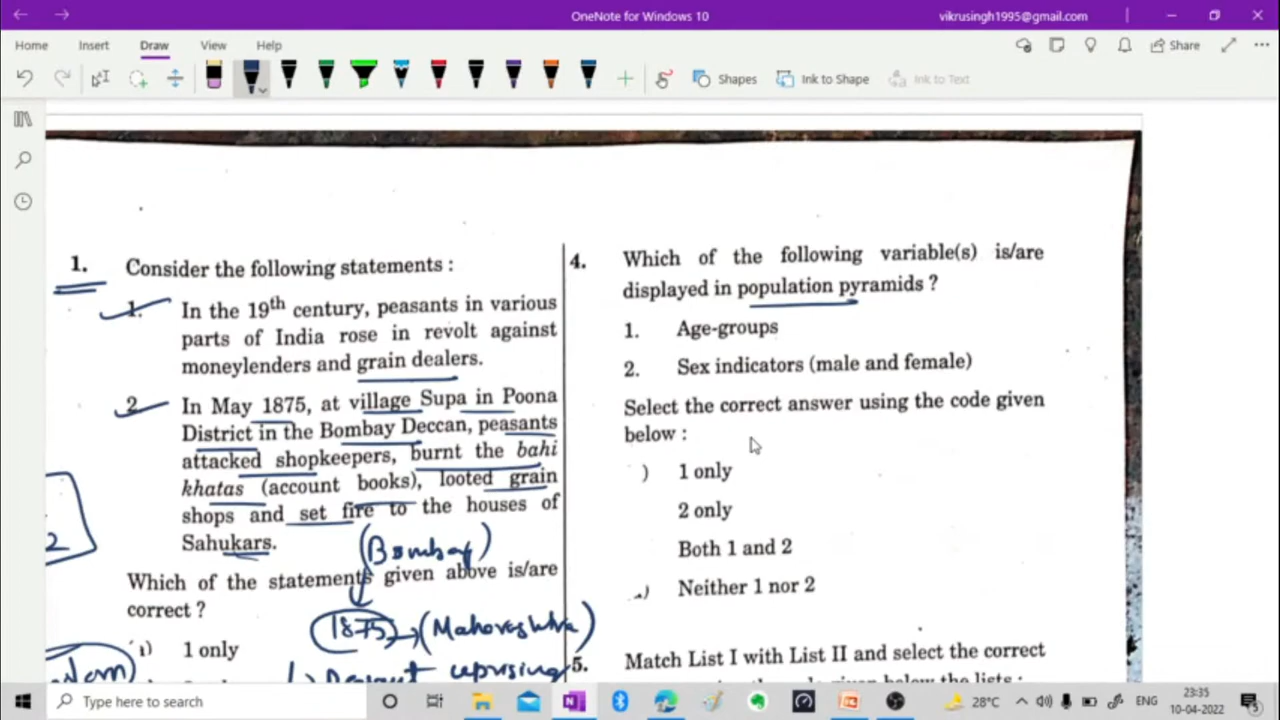 OneNote for Windows 10
vikrusingh1995@gmail.com
Home Insert Draw View Help
Share
Shapes
Ink to Shape
Ink to Text
1. Consider the following statements :
1. In the 19th century, peasants in various
parts of India rose in revolt against
moneylenders and grain dealers.
2. In May 1875, at village Supa in Poona
District in the Bombay Deccan, peasants
attacked shopkeepers, burnt the bahi
khatas (account books), looted grain
shops and set fire to the houses of
Sahukars.
(Bombay)
2
Which of the statements given above is/are
correct ?
1875 → (Maharashtra)
1) 1 only
uprising
4. Which of the following variable(s) is/are
displayed in population pyramids ?
1. Age-groups
2. Sex indicators (male and female)
Select the correct answer using the code given
below :
) 1 only
2 only
Both 1 and 2
) Neither 1 nor 2
5. Match List I with List II and select the correct
below the lists :
Type here to search
28°C
ENG
23:35
10-04-2022